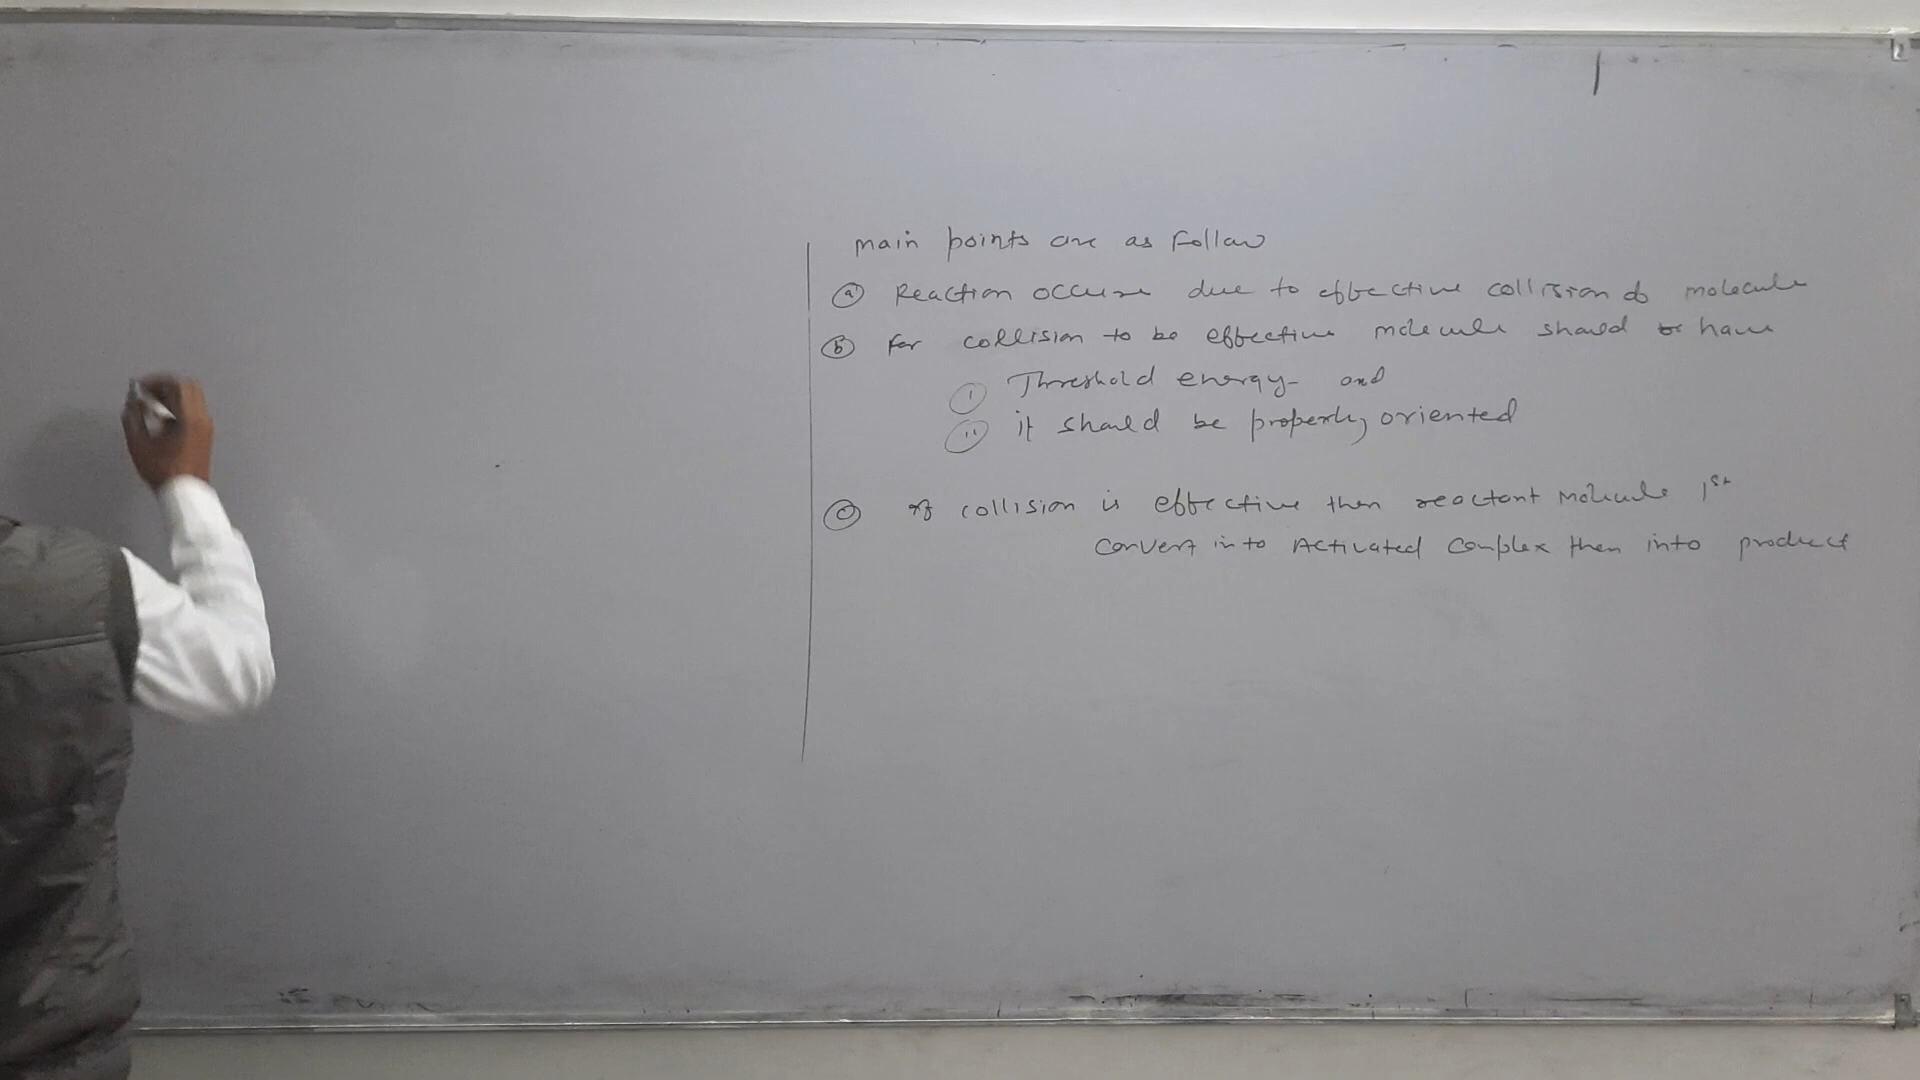 main points are as follow
(a) Reaction occurs due to effective collision of molecule
(b) For collision to be effective molecule should have
(i) Threshold energy and
(ii) it should be properly oriented
(c) If collision is effective then reactant molecule 1st
convert into Activated complex then into product